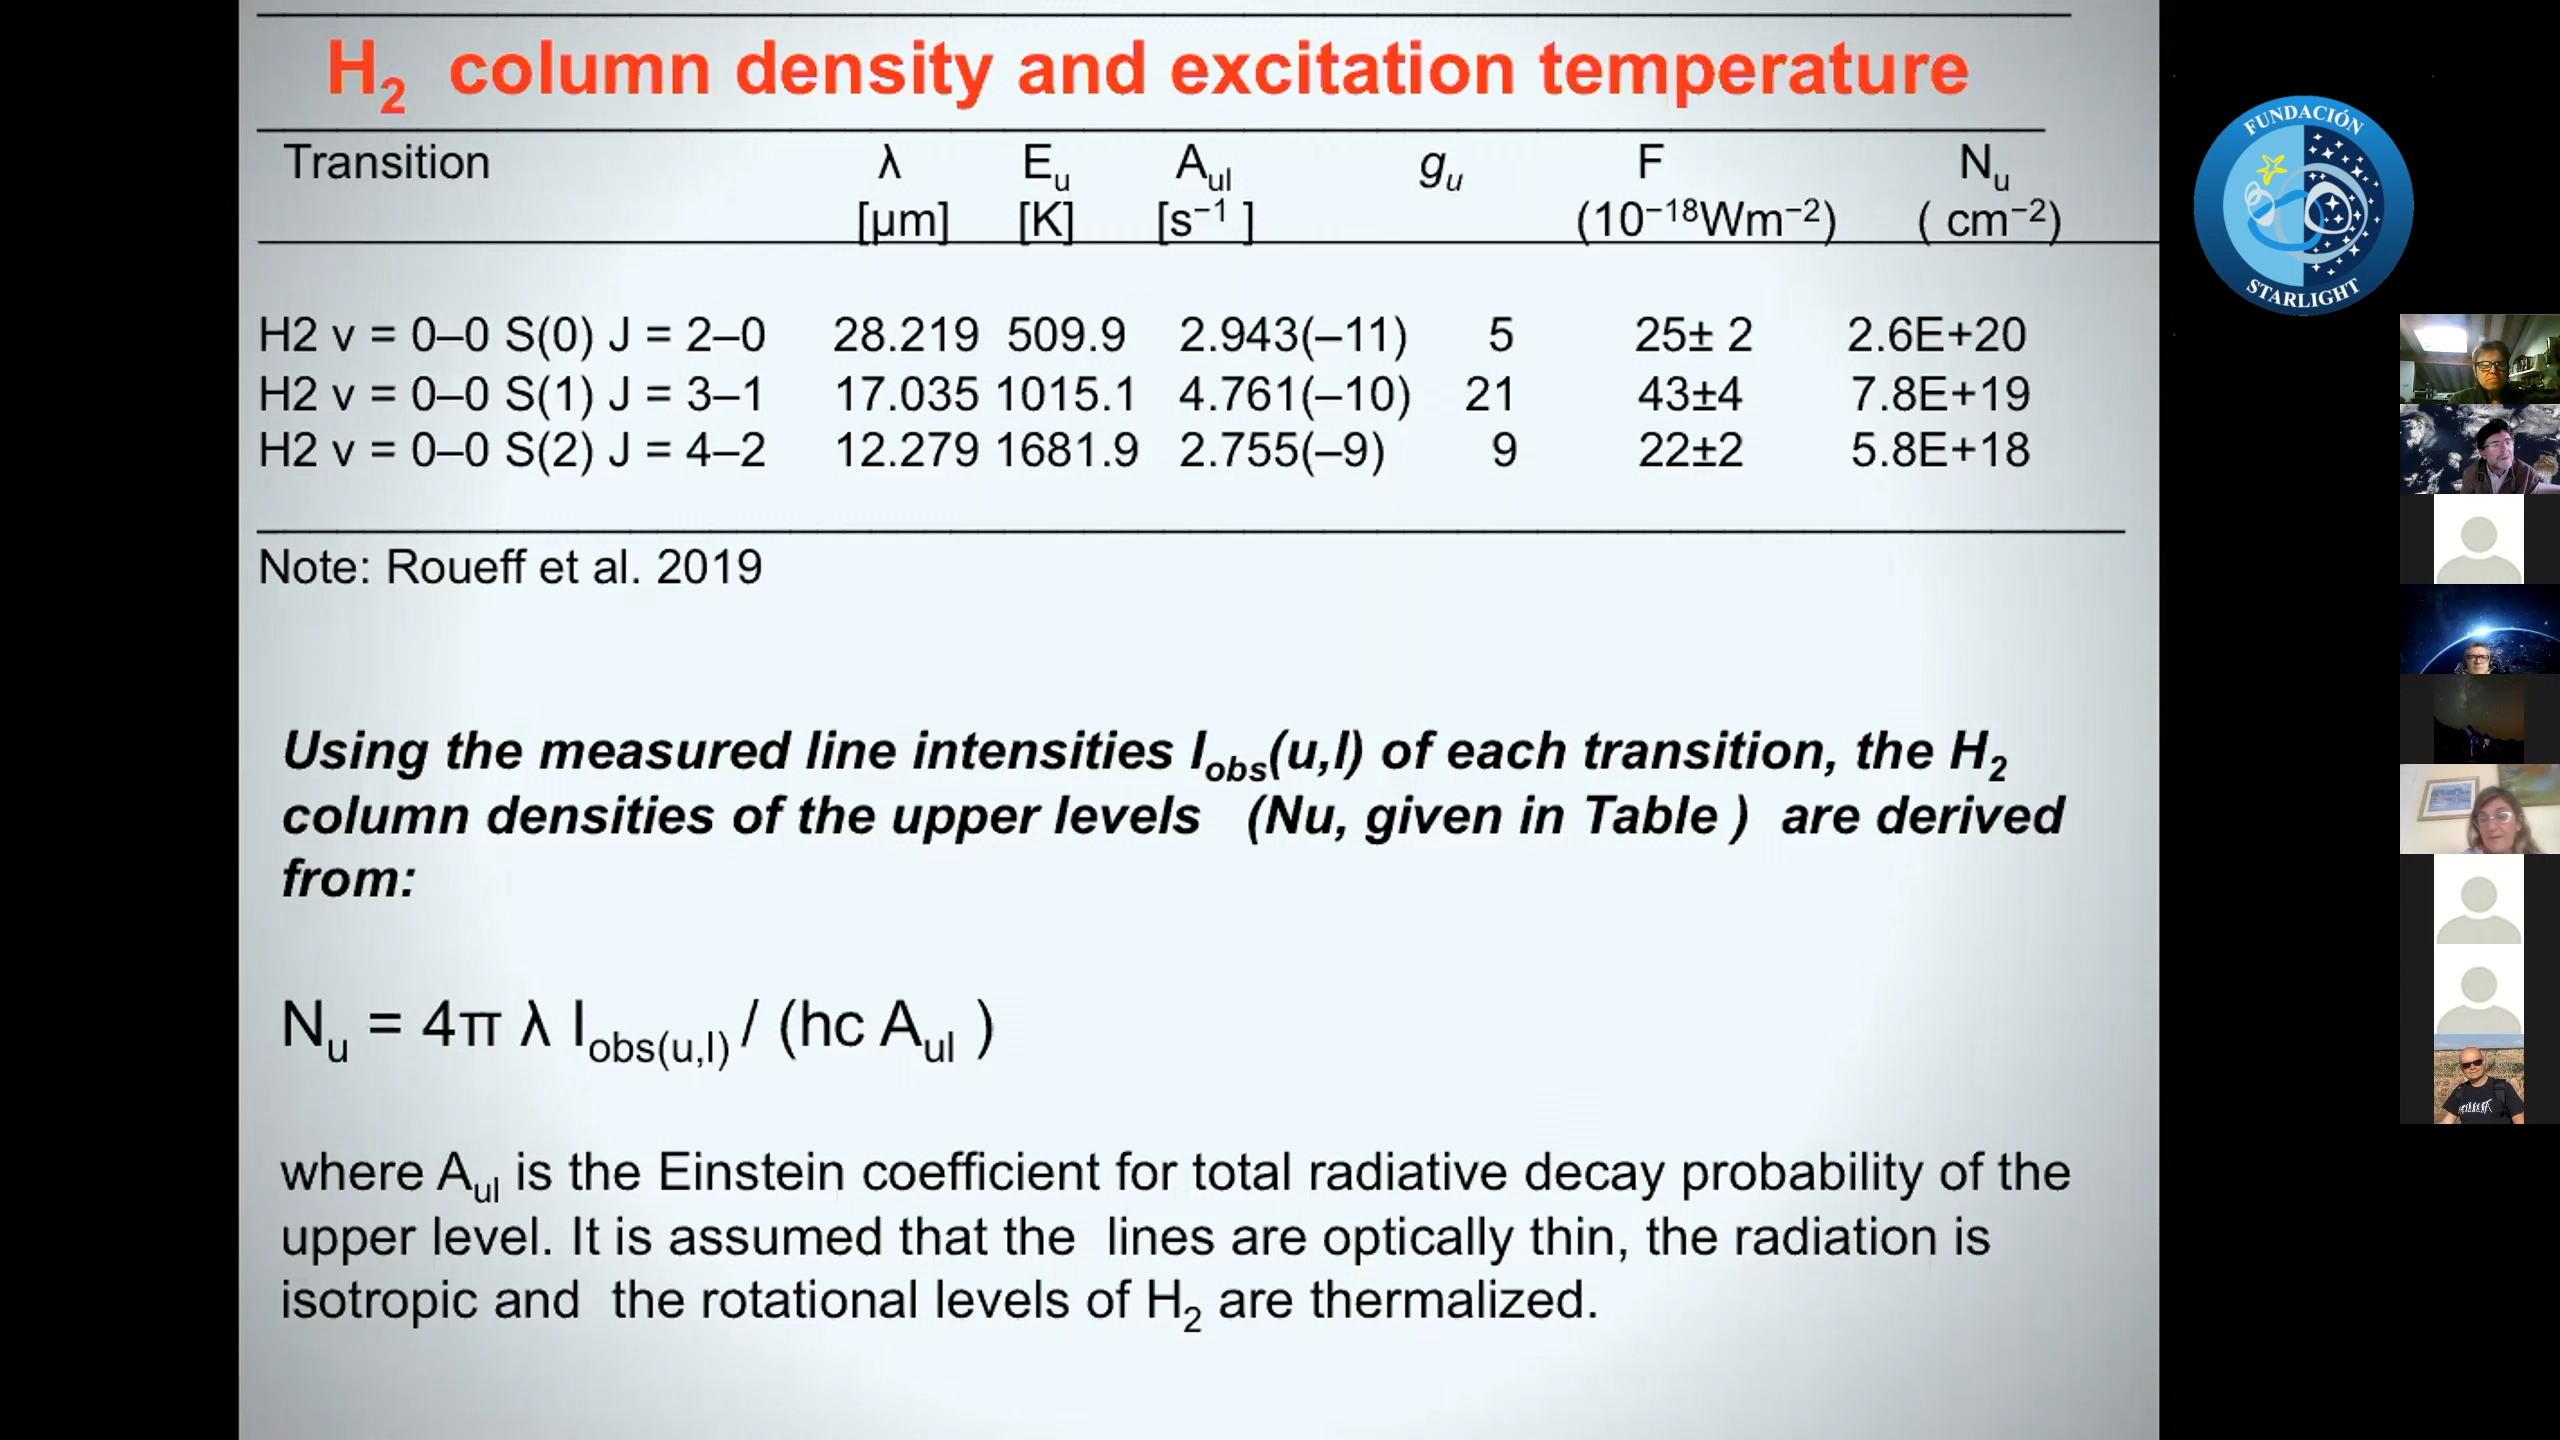 H₂ column density and excitation temperature
Transition λ Eᵤ Aᵤₗ gᵤ F Nᵤ
[μm] [K] [s⁻¹ ] (10⁻¹⁸Wm⁻²) ( cm⁻²)
H2 v = 0–0 S(0) J = 2–0 28.219 509.9 2.943(–11) 5 25± 2 2.6E+20
H2 v = 0–0 S(1) J = 3–1 17.035 1015.1 4.761(–10) 21 43±4 7.8E+19
H2 v = 0–0 S(2) J = 4–2 12.279 1681.9 2.755(–9) 9 22±2 5.8E+18
Note: Roueff et al. 2019
Using the measured line intensities Iobs(u,l) of each transition, the H₂
column densities of the upper levels (Nu, given in Table ) are derived
from:
Nᵤ = 4π λ Iobs(u,l) / (hc Aᵤₗ )
where Aᵤₗ is the Einstein coefficient for total radiative decay probability of the
upper level. It is assumed that the lines are optically thin, the radiation is
isotropic and the rotational levels of H₂ are thermalized.
FUNDACIÓN
STARLIGHT